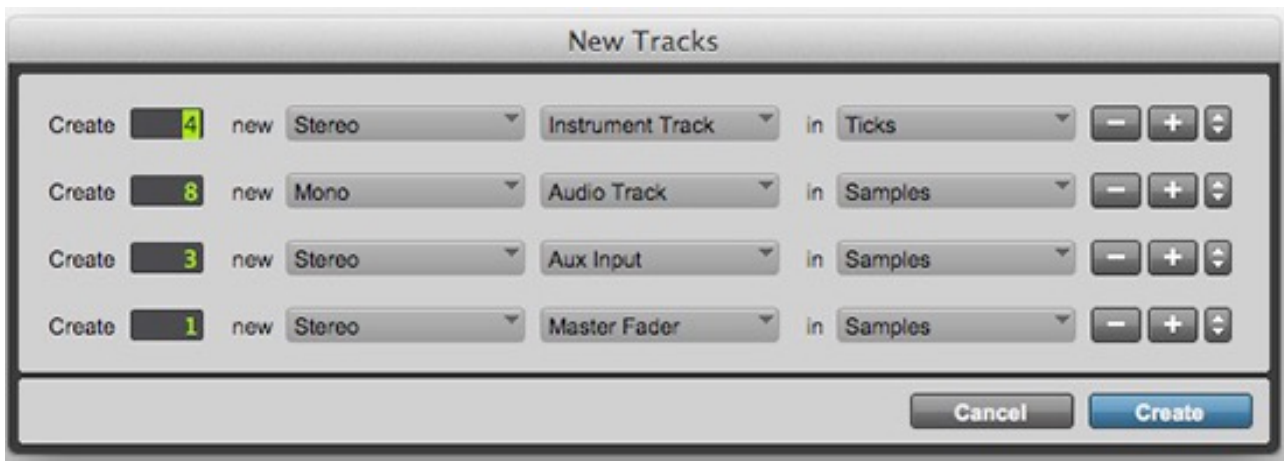 New Tracks
Create 4 new Stereo Instrument Track in Ticks
Create 8 new Mono Audio Track in Samples
Create 3 new Stereo Aux Input in Samples
Create 1 new Stereo Master Fader in Samples
Cancel Create